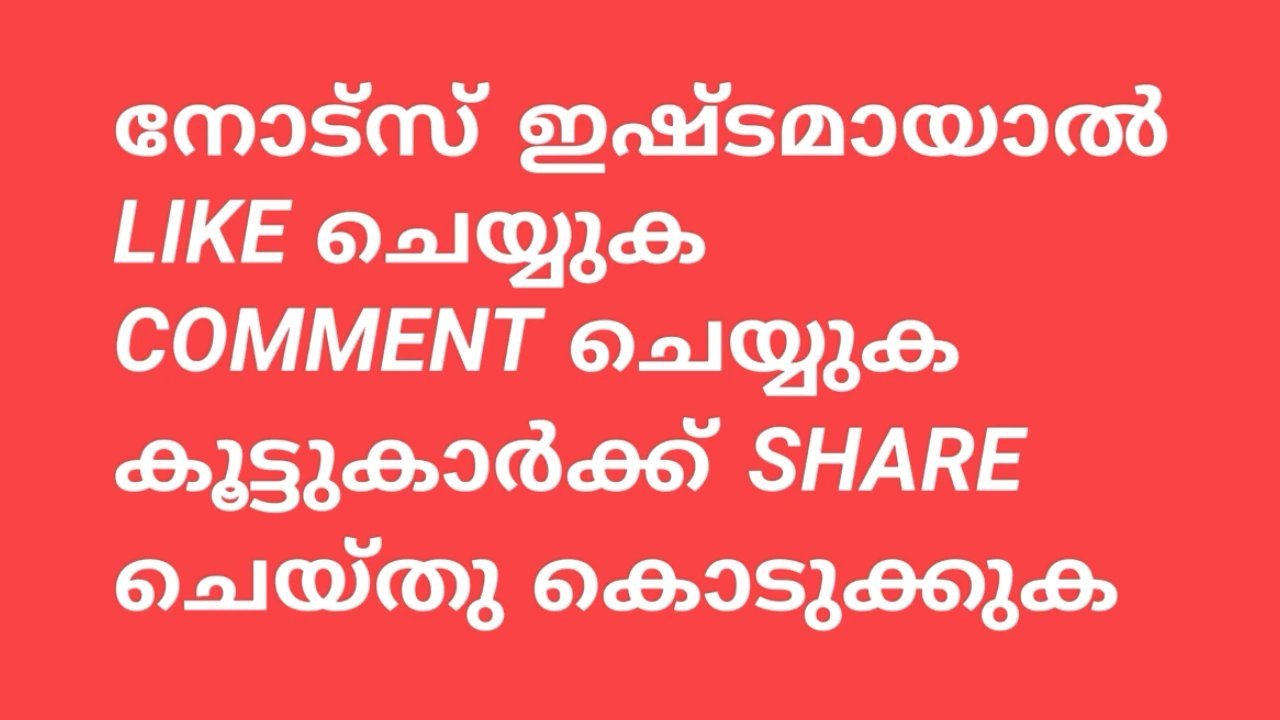 നോട്സ് ഇഷ്ടമായാൽ
LIKE ചെയ്യുക
COMMENT ചെയ്യുക
കൂട്ടുകാർക്ക് SHARE
ചെയ്തു കൊടുക്കുക